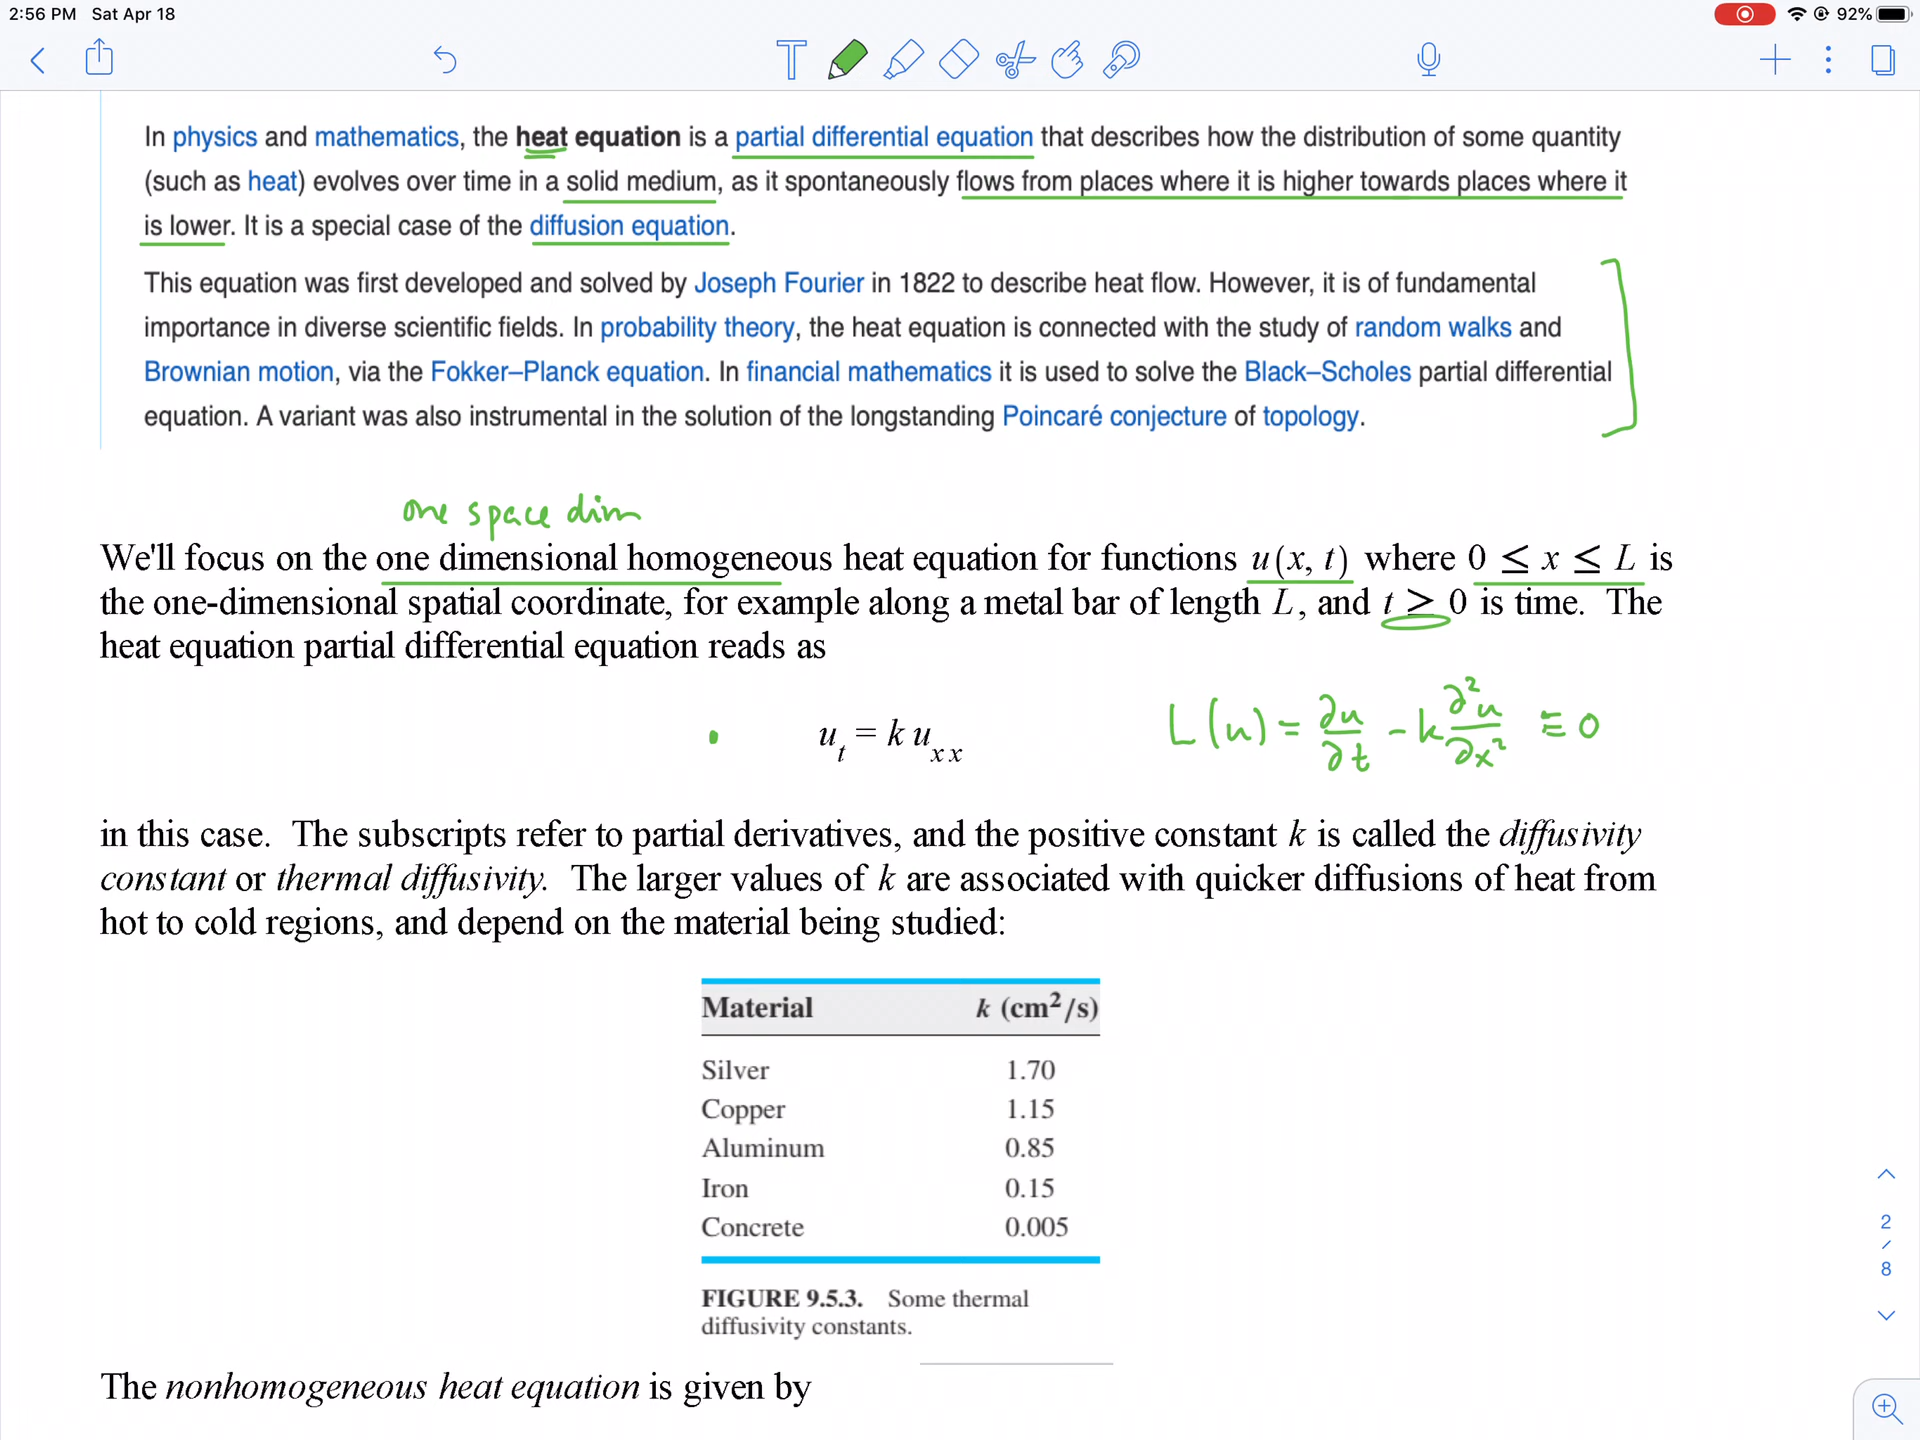 2:56 PM Sat Apr 18
92%
In physics and mathematics, the heat equation is a partial differential equation that describes how the distribution of some quantity
(such as heat) evolves over time in a solid medium, as it spontaneously flows from places where it is higher towards places where it
is lower. It is a special case of the diffusion equation.
This equation was first developed and solved by Joseph Fourier in 1822 to describe heat flow. However, it is of fundamental
importance in diverse scientific fields. In probability theory, the heat equation is connected with the study of random walks and
Brownian motion, via the Fokker–Planck equation. In financial mathematics it is used to solve the Black–Scholes partial differential
equation. A variant was also instrumental in the solution of the longstanding Poincaré conjecture of topology.
one space dim
We'll focus on the one dimensional homogeneous heat equation for functions u(x, t) where 0 ≤ x ≤ L is
the one-dimensional spatial coordinate, for example along a metal bar of length L, and t ≥ 0 is time. The
heat equation partial differential equation reads as
u_t = k u_xx
L(u) = ∂u/∂t - k ∂²u/∂x² ≡ 0
in this case. The subscripts refer to partial derivatives, and the positive constant k is called the diffusivity
constant or thermal diffusivity. The larger values of k are associated with quicker diffusions of heat from
hot to cold regions, and depend on the material being studied:
Material k (cm²/s)
Silver 1.70
Copper 1.15
Aluminum 0.85
Iron 0.15
Concrete 0.005
FIGURE 9.5.3. Some thermal
diffusivity constants.
The nonhomogeneous heat equation is given by
2
/
8